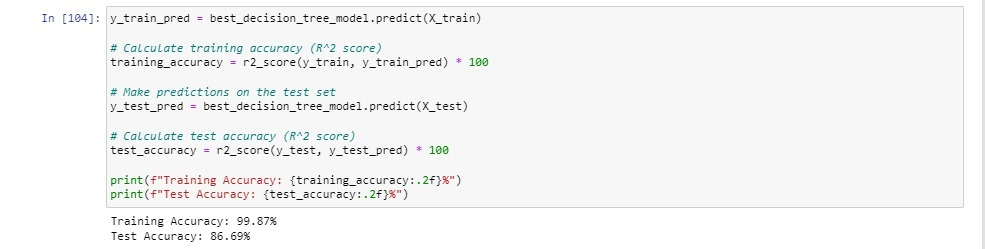 In [104]: y_train_pred = best_decision_tree_model.predict(X_train)
# Calculate training accuracy (R^2 score)
training_accuracy = r2_score(y_train, y_train_pred) * 100
# Make predictions on the test set
y_test_pred = best_decision_tree_model.predict(X_test)
# Calculate test accuracy (R^2 score)
test_accuracy = r2_score(y_test, y_test_pred) * 100
print(f"Training Accuracy: {training_accuracy:.2f}%")
print(f"Test Accuracy: {test_accuracy:.2f}%")
Training Accuracy: 99.87%
Test Accuracy: 86.69%